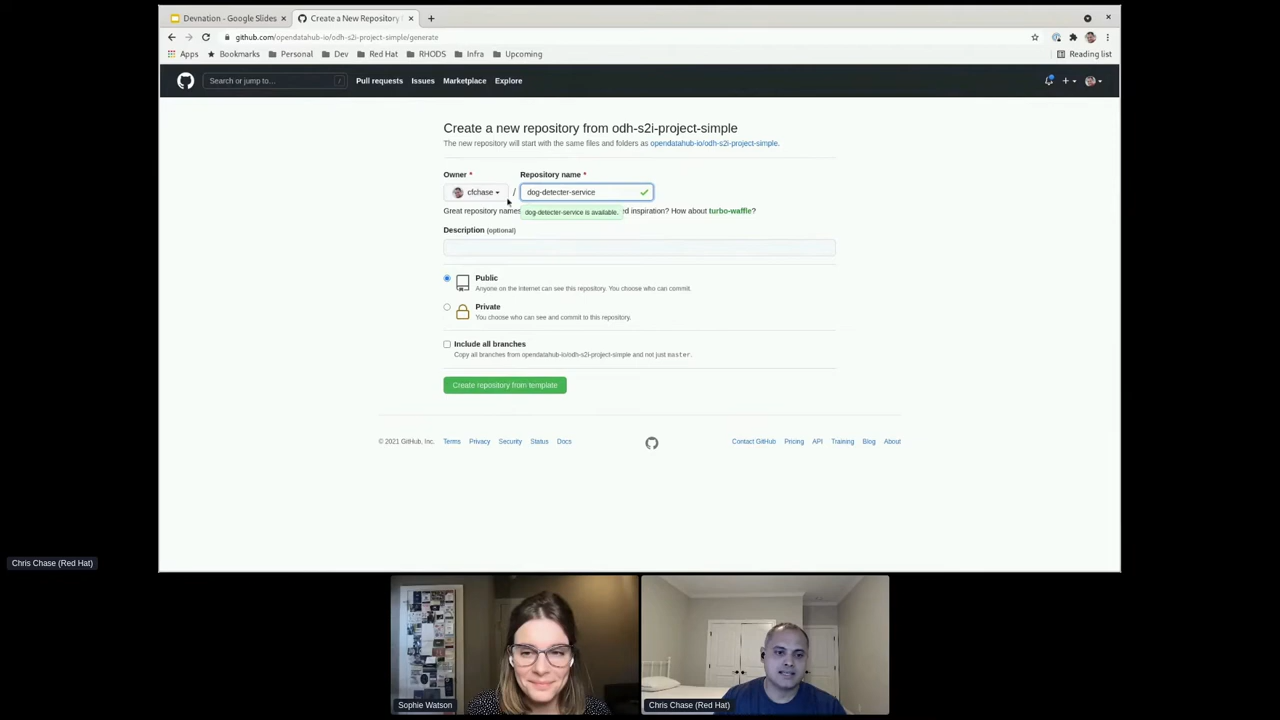 Devnation - Google Slides
Create a New Repository
github.com/opendatahub-io/odh-s2i-project-simple/generate
Apps
Bookmarks
Personal
Dev
Red Hat
RHODS
Infra
Upcoming
Reading list
Search or jump to…
/
Pull requests
Issues
Marketplace
Explore
Create a new repository from odh-s2i-project-simple
The new repository will start with the same files and folders as opendatahub-io/odh-s2i-project-simple.
Owner *
Repository name *
cfchase
/
dog-detecter-service
Great repository names
ed inspiration? How about turbo-waffle?
dog-detecter-service is available.
Description (optional)
Public
Anyone on the internet can see this repository. You choose who can commit.
Private
You choose who can see and commit to this repository.
Include all branches
Copy all branches from opendatahub-io/odh-s2i-project-simple and not just master.
Create repository from template
© 2021 GitHub, Inc.
Terms
Privacy
Security
Status
Docs
Contact GitHub
Pricing
API
Training
Blog
About
Chris Chase (Red Hat)
Sophie Watson
Chris Chase (Red Hat)